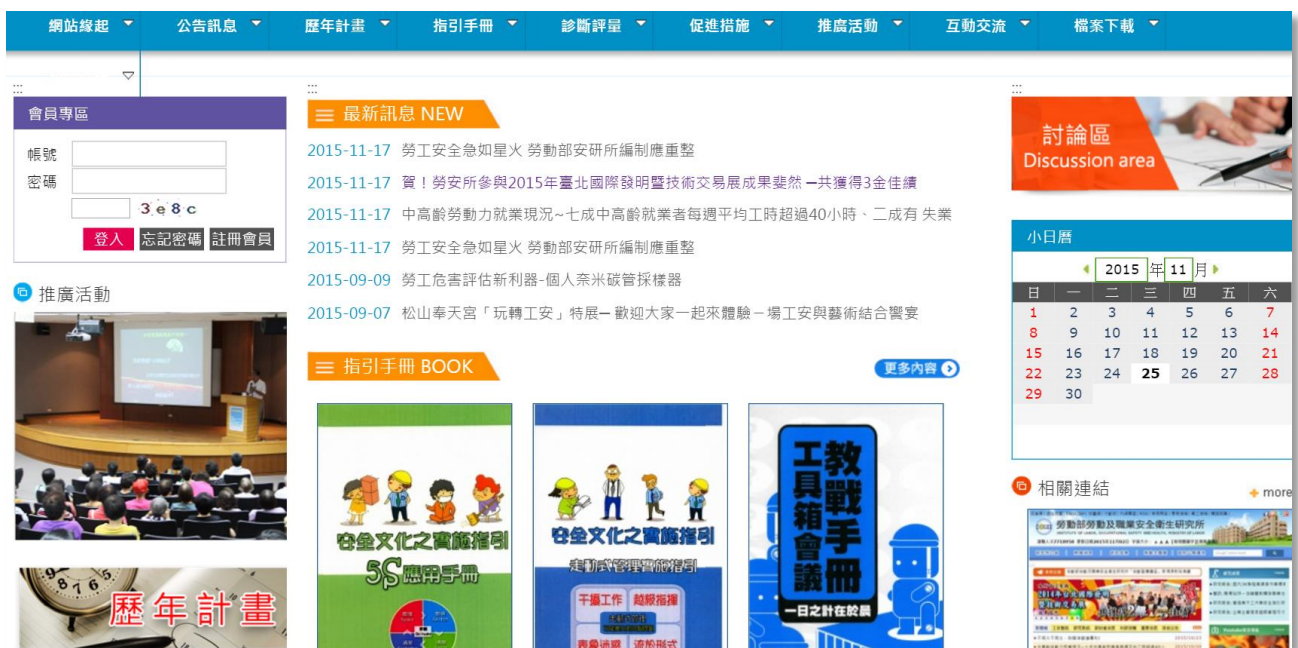 網站緣起
公告訊息
歷年計畫
指引手冊
診斷評量
促進措施
推廣活動
互動交流
檔案下載
會員專區
帳號
密碼
3e8c
登入 忘記密碼 註冊會員
推廣活動
歷年計畫
最新訊息 NEW
2015-11-17 勞工安全急如星火 勞動部安研所編制應重整
2015-11-17 賀！勞安所參與2015年臺北國際發明暨技術交易展成果斐然 —共獲得3金佳績
2015-11-17 中高齡勞動力就業現況~七成中高齡就業者每週平均工時超過40小時、二成有 失業
2015-11-17 勞工安全急如星火 勞動部安研所編制應重整
2015-09-09 勞工危害評估新利器-個人奈米碳管採樣器
2015-09-07 松山奉天宮「玩轉工安」特展— 歡迎大家一起來體驗－場工安與藝術結合饗宴
指引手冊 BOOK
更多內容
安全文化之實施指引
5S應用手冊
安全文化之實施指引
走動式管理實施指引
干擾工作 越級指揮
表象迷惑 流於形式
工具箱會議
教戰手冊
一日之計在於晨
討論區
Discussion area
小日曆
2015 年 11 月
日 一 二 三 四 五 六
1 2 3 4 5 6 7
8 9 10 11 12 13 14
15 16 17 18 19 20 21
22 23 24 25 26 27 28
29 30
相關連結
more
勞動部勞動及職業安全衛生研究所